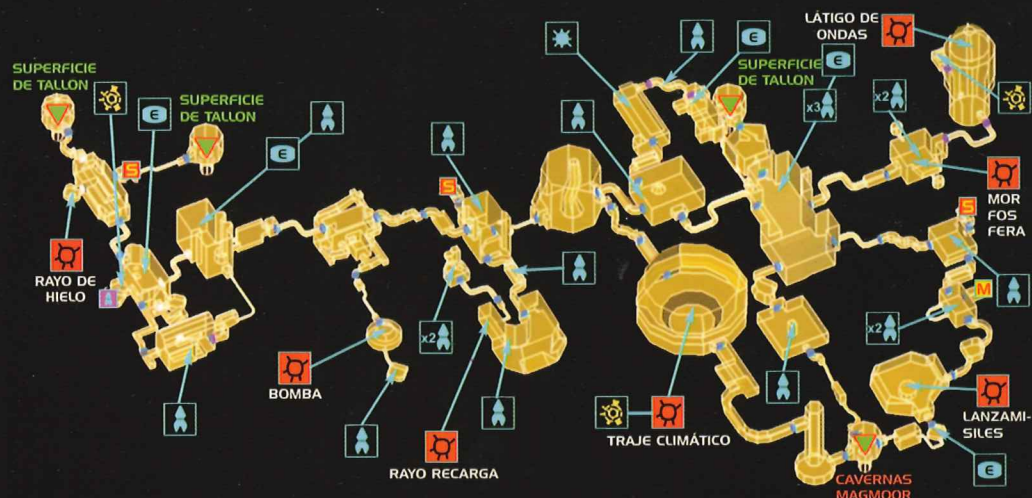 LÁTIGO DE
ONDAS
SUPERFICIE
DE TALLON
SUPERFICIE
DE TALLON
SUPERFICIE
DE TALLON
E
E
E
E
x3
x2
S
S
S
M
RAYO DE
HIELO
MOR
FOS
FERA
x2
x2
BOMBA
RAYO RECARGA
TRAJE CLIMÁTICO
LANZAMI-
SILES
E
CAVERNAS
MAGMOOR